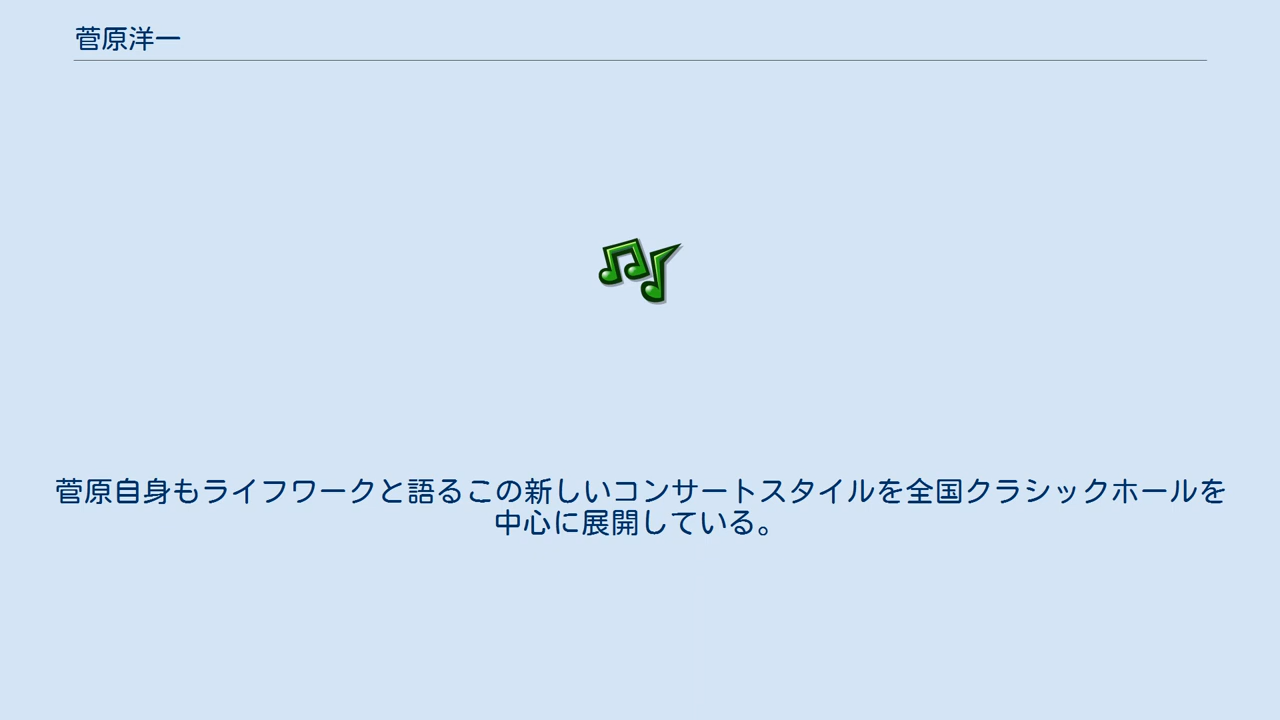 菅原洋一
菅原自身もライフワークと語るこの新しいコンサートスタイルを全国クラシックホールを
中心に展開している。